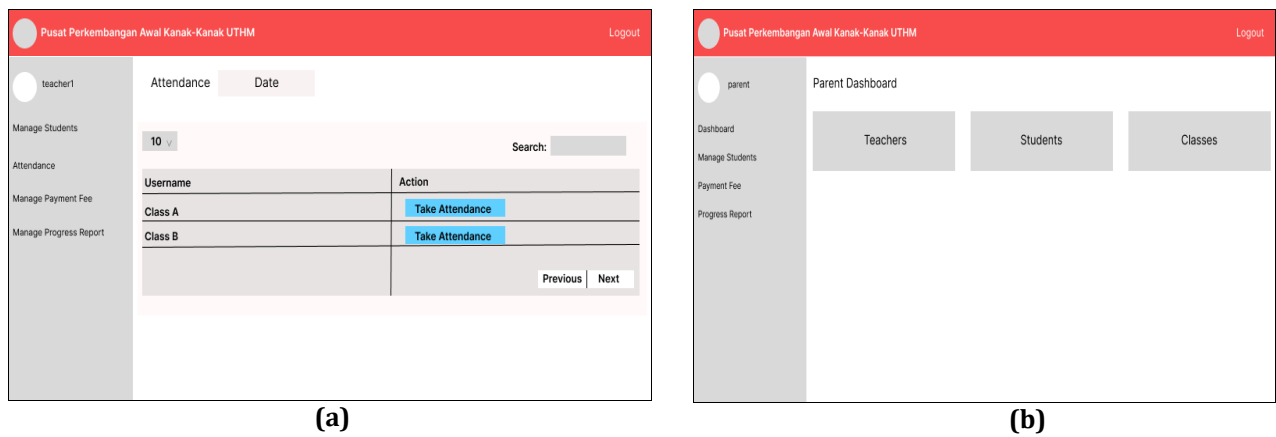 Pusat Perkembangan Awal Kanak-Kanak UTHM Logout
teacher1
Attendance Date
Manage Students
Attendance
Manage Payment Fee
Manage Progress Report
10 v
Search:
Username Action
Class A Take Attendance
Class B Take Attendance
Previous Next
(a)
Pusat Perkembangan Awal Kanak-Kanak UTHM Logout
parent
Parent Dashboard
Dashboard
Manage Students
Payment Fee
Progress Report
Teachers Students Classes
(b)